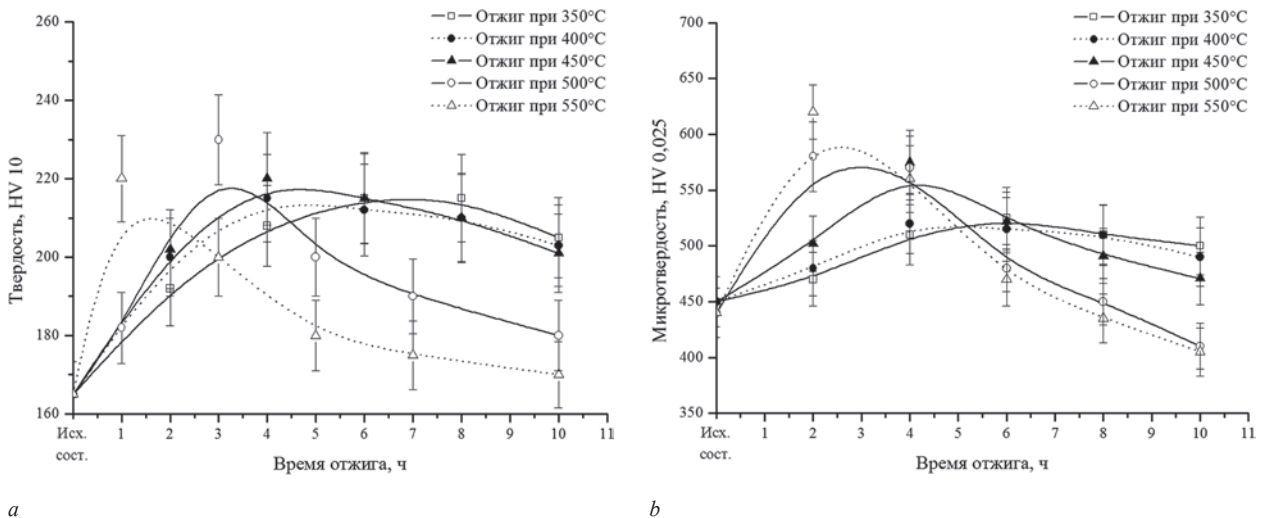 260
240
220
200
180
160
Твердость, HV 10
Отжиг при 350°С
Отжиг при 400°С
Отжиг при 450°С
Отжиг при 500°С
Отжиг при 550°С
Исх. 1 2 3 4 5 6 7 8 9 10 11
сост.
Время отжига, ч
a
700
650
600
550
500
450
400
350
Микротвердость, HV 0,025
Отжиг при 350°С
Отжиг при 400°С
Отжиг при 450°С
Отжиг при 500°С
Отжиг при 550°С
Исх. 1 2 3 4 5 6 7 8 9 10 11
сост.
Время отжига, ч
b